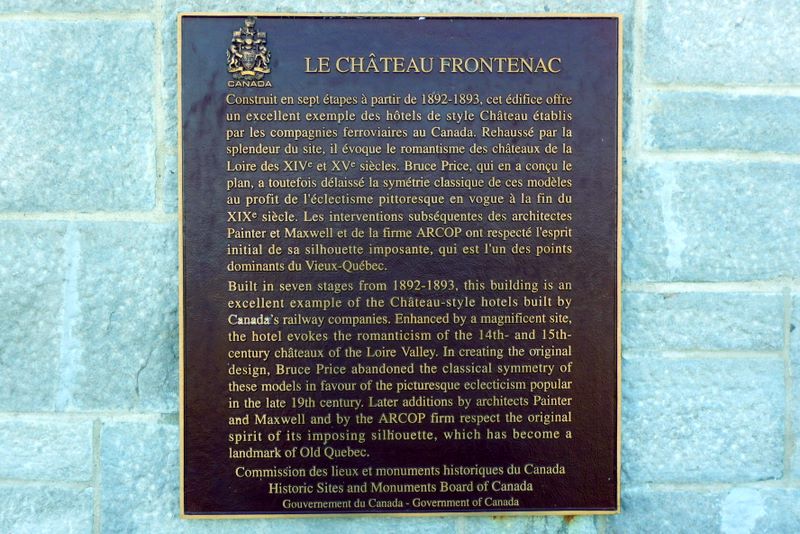 CANADA
LE CHÂTEAU FRONTENAC
Construit en sept étapes à partir de 1892-1893, cet édifice offre
un excellent exemple des hôtels de style Château établis
par les compagnies ferroviaires au Canada. Rehaussé par la
splendeur du site, il évoque le romantisme des châteaux de la
Loire des XIVe et XVe siècles. Bruce Price, qui en a conçu le
plan, a toutefois délaissé la symétrie classique de ces modèles
au profit de l'éclectisme pittoresque en vogue à la fin du
XIXe siècle. Les interventions subséquentes des architectes
Painter et Maxwell et de la firme ARCOP ont respecté l'esprit
initial de sa silhouette imposante, qui est l'un des points
dominants du Vieux-Québec.
Built in seven stages from 1892-1893, this building is an
excellent example of the Château-style hotels built by
Canada's railway companies. Enhanced by a magnificent site,
the hotel evokes the romanticism of the 14th- and 15th-
century châteaux of the Loire Valley. In creating the original
design, Bruce Price abandoned the classical symmetry of
these models in favour of the picturesque eclecticism popular
in the late 19th century. Later additions by architects Painter
and Maxwell and by the ARCOP firm respect the original
spirit of its imposing silhouette, which has become a
landmark of Old Quebec.
Commission des lieux et monuments historiques du Canada
Historic Sites and Monuments Board of Canada
Gouvernement du Canada - Government of Canada